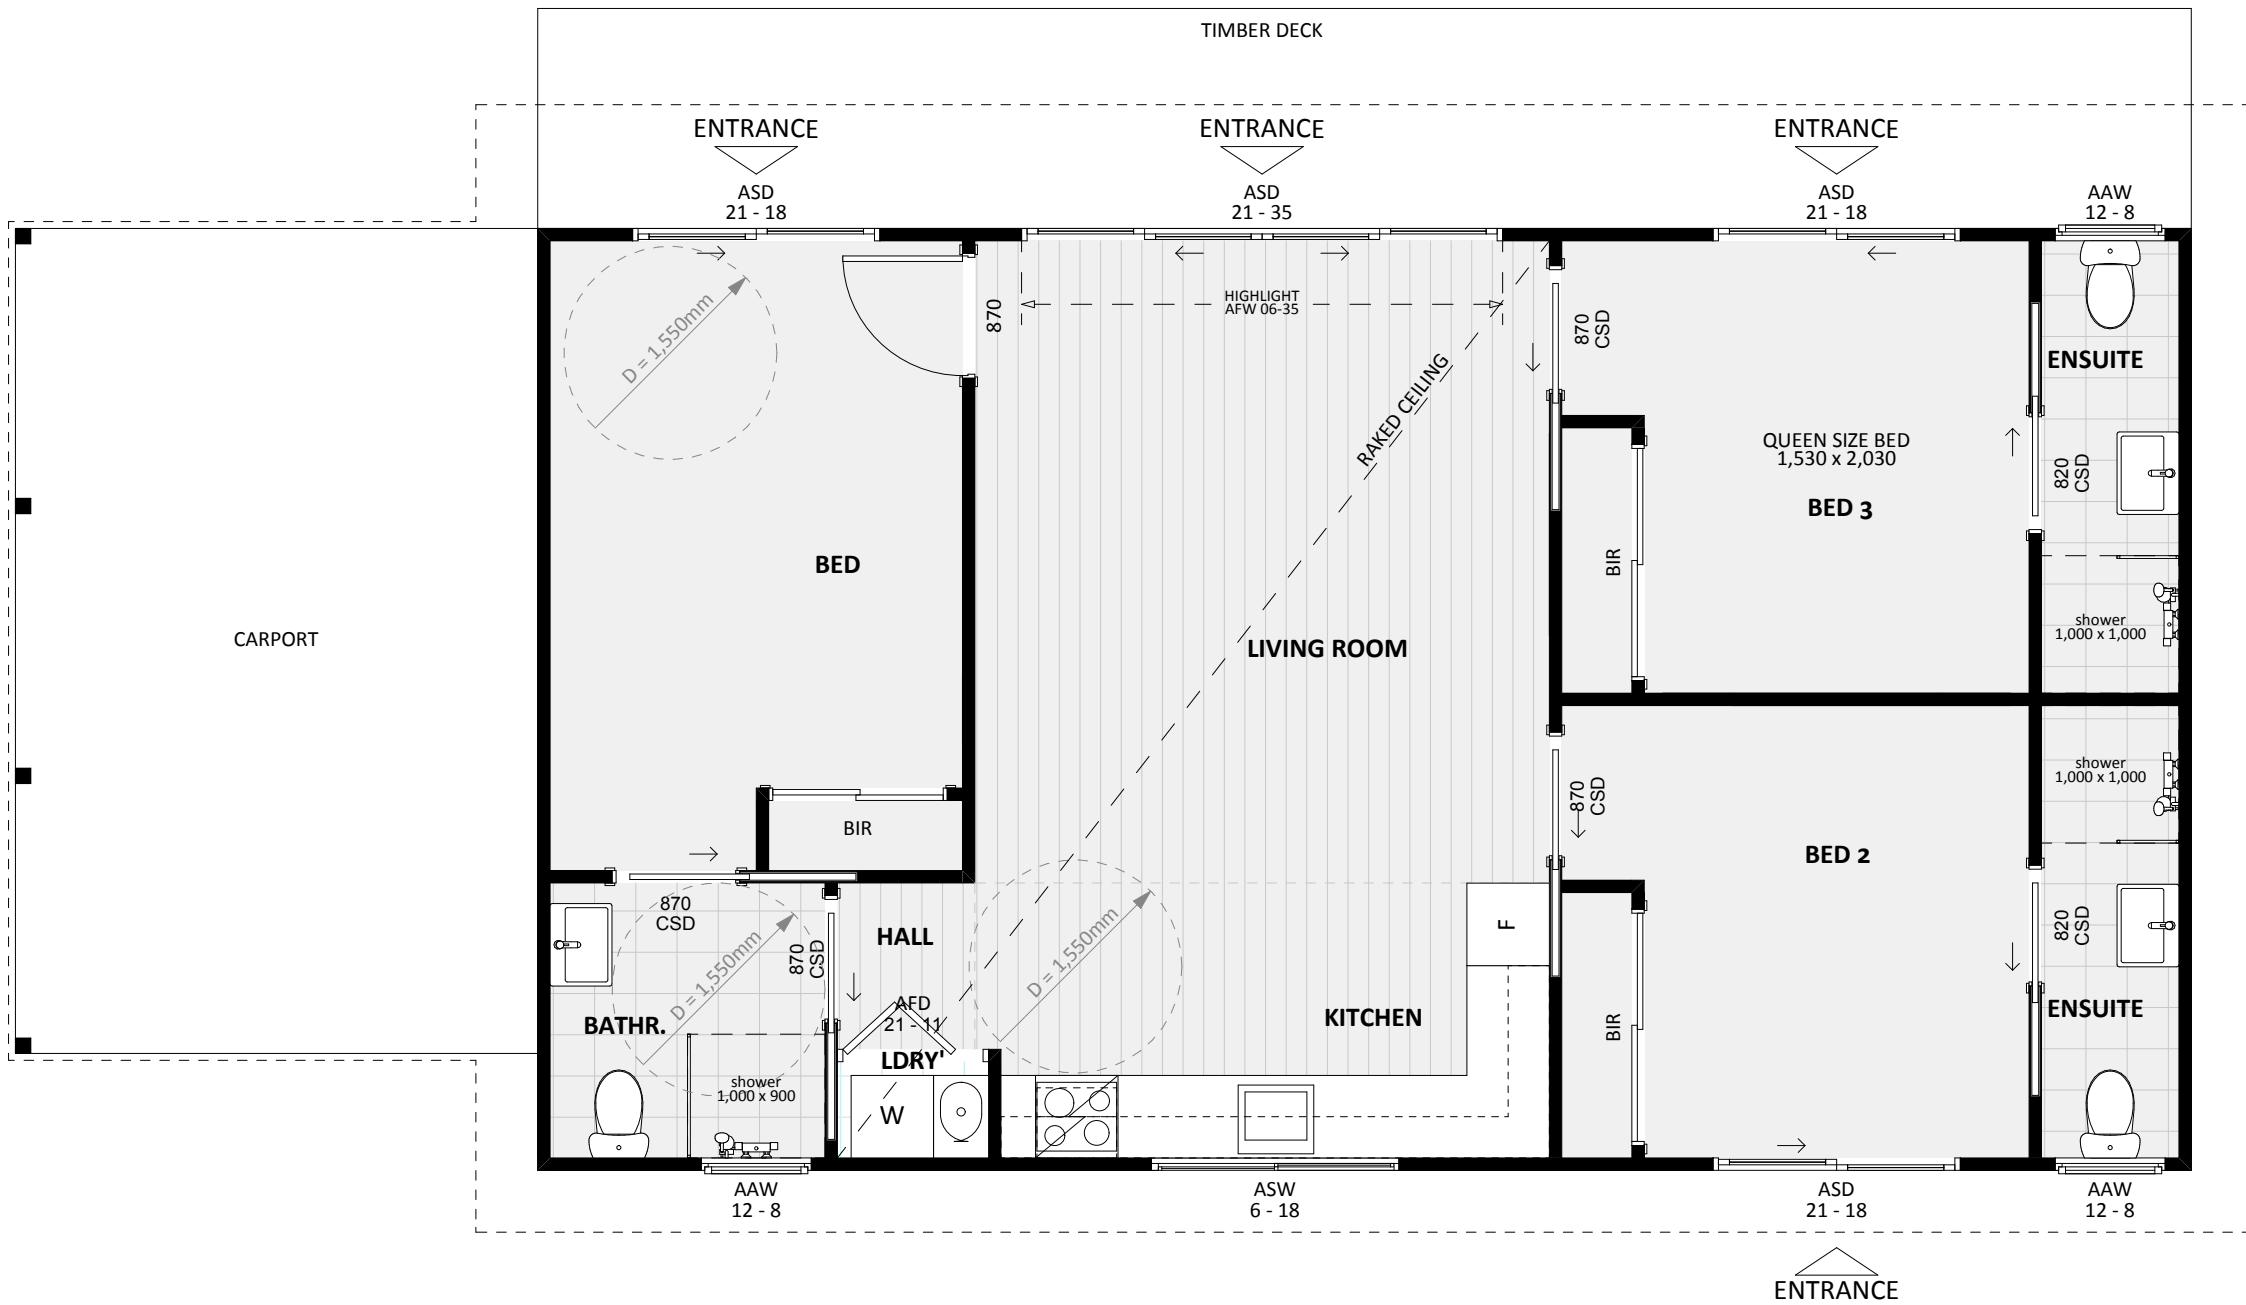 TIMBER DECK
ENTRANCE
ENTRANCE
ENTRANCE
ASD
21 - 18
ASD
21 - 35
ASD
21 - 18
AAW
12 - 8
D = 1,550mm
870
HIGHLIGHT
AFW 06-35
870
CSD
RAKED CEILING
ENSUITE
QUEEN SIZE BED
1,530 x 2,030
BED 3
820
CSD
BED
BIR
CARPORT
LIVING ROOM
shower
1,000 x 1,000
shower
1,000 x 1,000
870
CSD
BIR
BED 2
870
CSD
HALL
870
CSD
D = 1,550mm
D = 1,550mm
F
820
CSD
AFD
21 - 11
BATHR.
KITCHEN
BIR
ENSUITE
LDRY'
shower
1,000 x 900
W
AAW
12 - 8
ASW
6 - 18
ASD
21 - 18
AAW
12 - 8
ENTRANCE